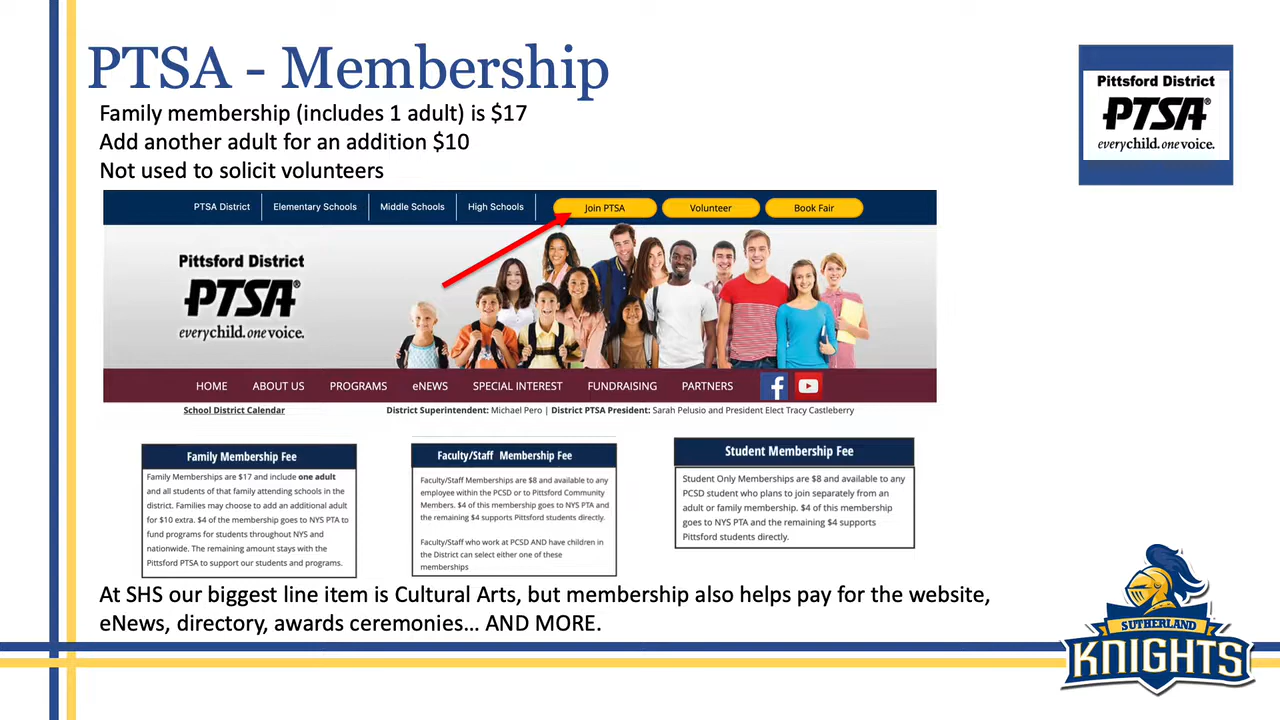 PTSA - Membership
Family membership (includes 1 adult) is $17
Add another adult for an addition $10
Not used to solicit volunteers
Pittsford District
PTSA®
everychild.onevoice.
PTSA District
Elementary Schools
Middle Schools
High Schools
Join PTSA
Volunteer
Book Fair
Pittsford District
PTSA®
everychild.onevoice.
HOME
ABOUT US
PROGRAMS
eNEWS
SPECIAL INTEREST
FUNDRAISING
PARTNERS
School District Calendar
District Superintendent: Michael Pero | District PTSA President: Sarah Pelusio and President Elect Tracy Castleberry
Family Membership Fee
Family Memberships are $17 and include one adult
and all students of that family attending schools in the
district. Families may choose to add an additional adult
for $10 extra. $4 of the membership goes to NYS PTA to
fund programs for students throughout NYS and
nationwide. The remaining amount stays with the
Pittsford PTSA to support our students and programs.
Faculty/Staff Membership Fee
Faculty/Staff Memberships are $8 and available to any
employee within the PCSD or to Pittsford Community
Members. $4 of this membership goes to NYS PTA and
the remaining $4 supports Pittsford students directly.
Faculty/Staff who work at PCSD AND have children in
the District can select either one of these
memberships
Student Membership Fee
Student Only Memberships are $8 and available to any
PCSD student who plans to join separately from an
adult or family membership. $4 of this membership
goes to NYS PTA and the remaining $4 supports
Pittsford students directly.
At SHS our biggest line item is Cultural Arts, but membership also helps pay for the website,
eNews, directory, awards ceremonies... AND MORE.
SUTHERLAND
KNIGHTS